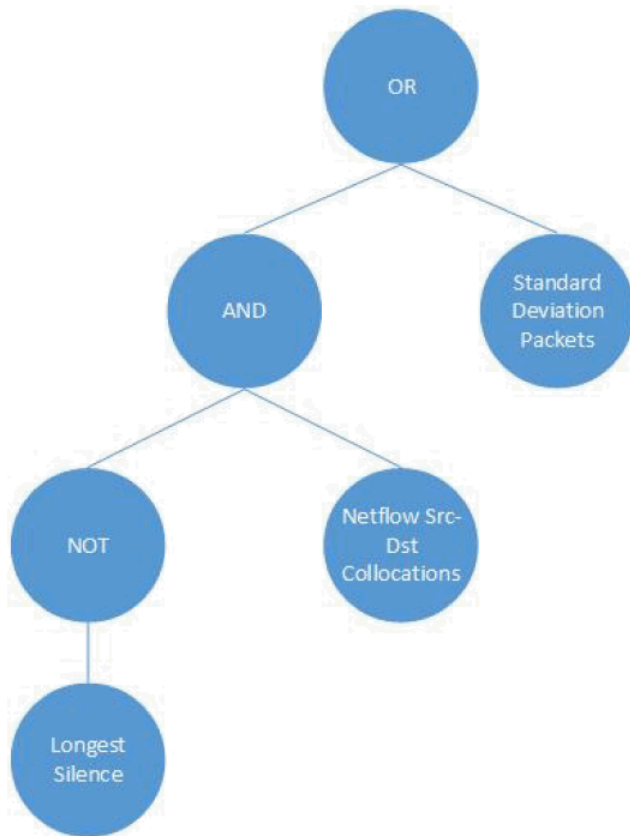 OR
AND
Standard
Deviation
Packets
NOT
Netflow Src-
Dst
Collocations
Longest
Silence